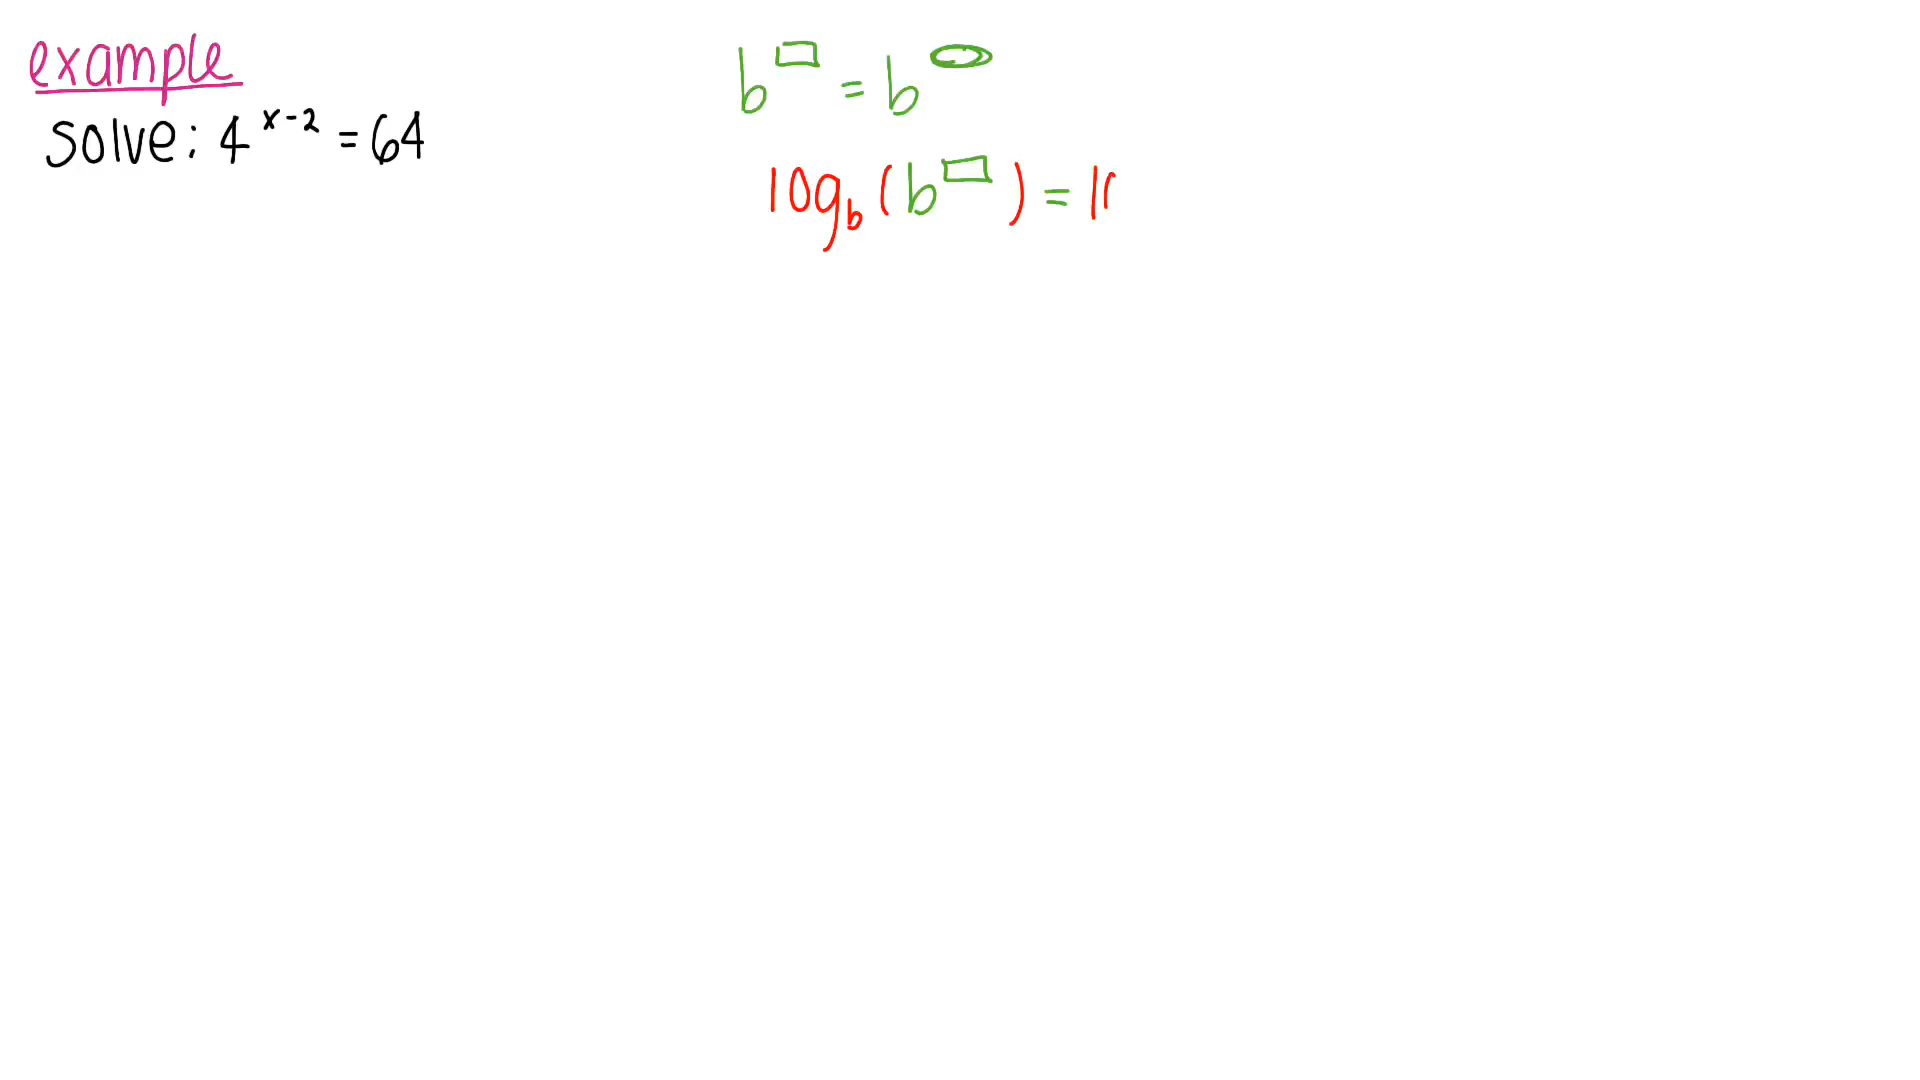 example
solve: 4^{x-2} = 64
b^□ = b^⬭
log_b (b^□) =